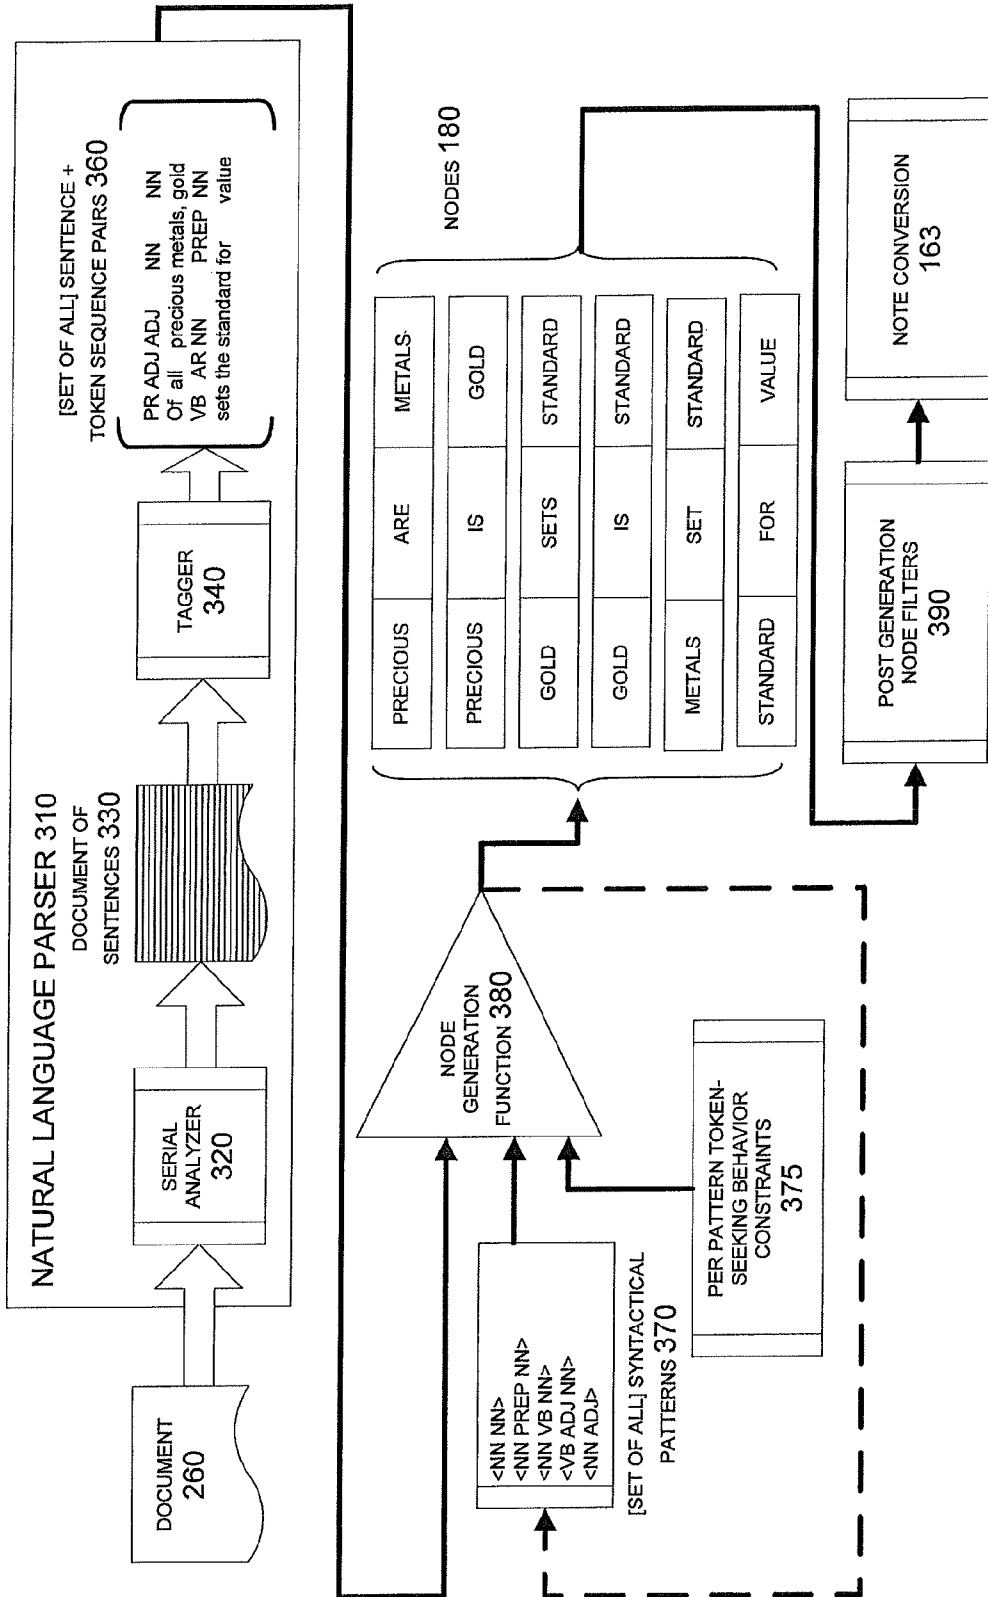 NATURAL LANGUAGE PARSER 310
DOCUMENT
260
SERIAL
ANALYZER
320
DOCUMENT OF
SENTENCES 330
TAGGER
340
[SET OF ALL] SENTENCE +
TOKEN SEQUENCE PAIRS 360
PR ADJ ADJ NN NN
Of all precious metals, gold
VB AR NN PREP NN
sets the standard for value
<NN NN>
<NN PREP NN>
<NN VB NN>
<VB ADJ NN>
<NN ADJ>
[SET OF ALL] SYNTACTICAL
PATTERNS 370
PER PATTERN TOKEN-
SEEKING BEHAVIOR
CONSTRAINTS
375
NODE
GENERATION
FUNCTION 380
PRECIOUS ARE METALS
PRECIOUS IS GOLD
GOLD SETS STANDARD
GOLD IS STANDARD
METALS SET STANDARD
STANDARD FOR VALUE
NODES 180
POST GENERATION
NODE FILTERS
390
NOTE CONVERSION
163